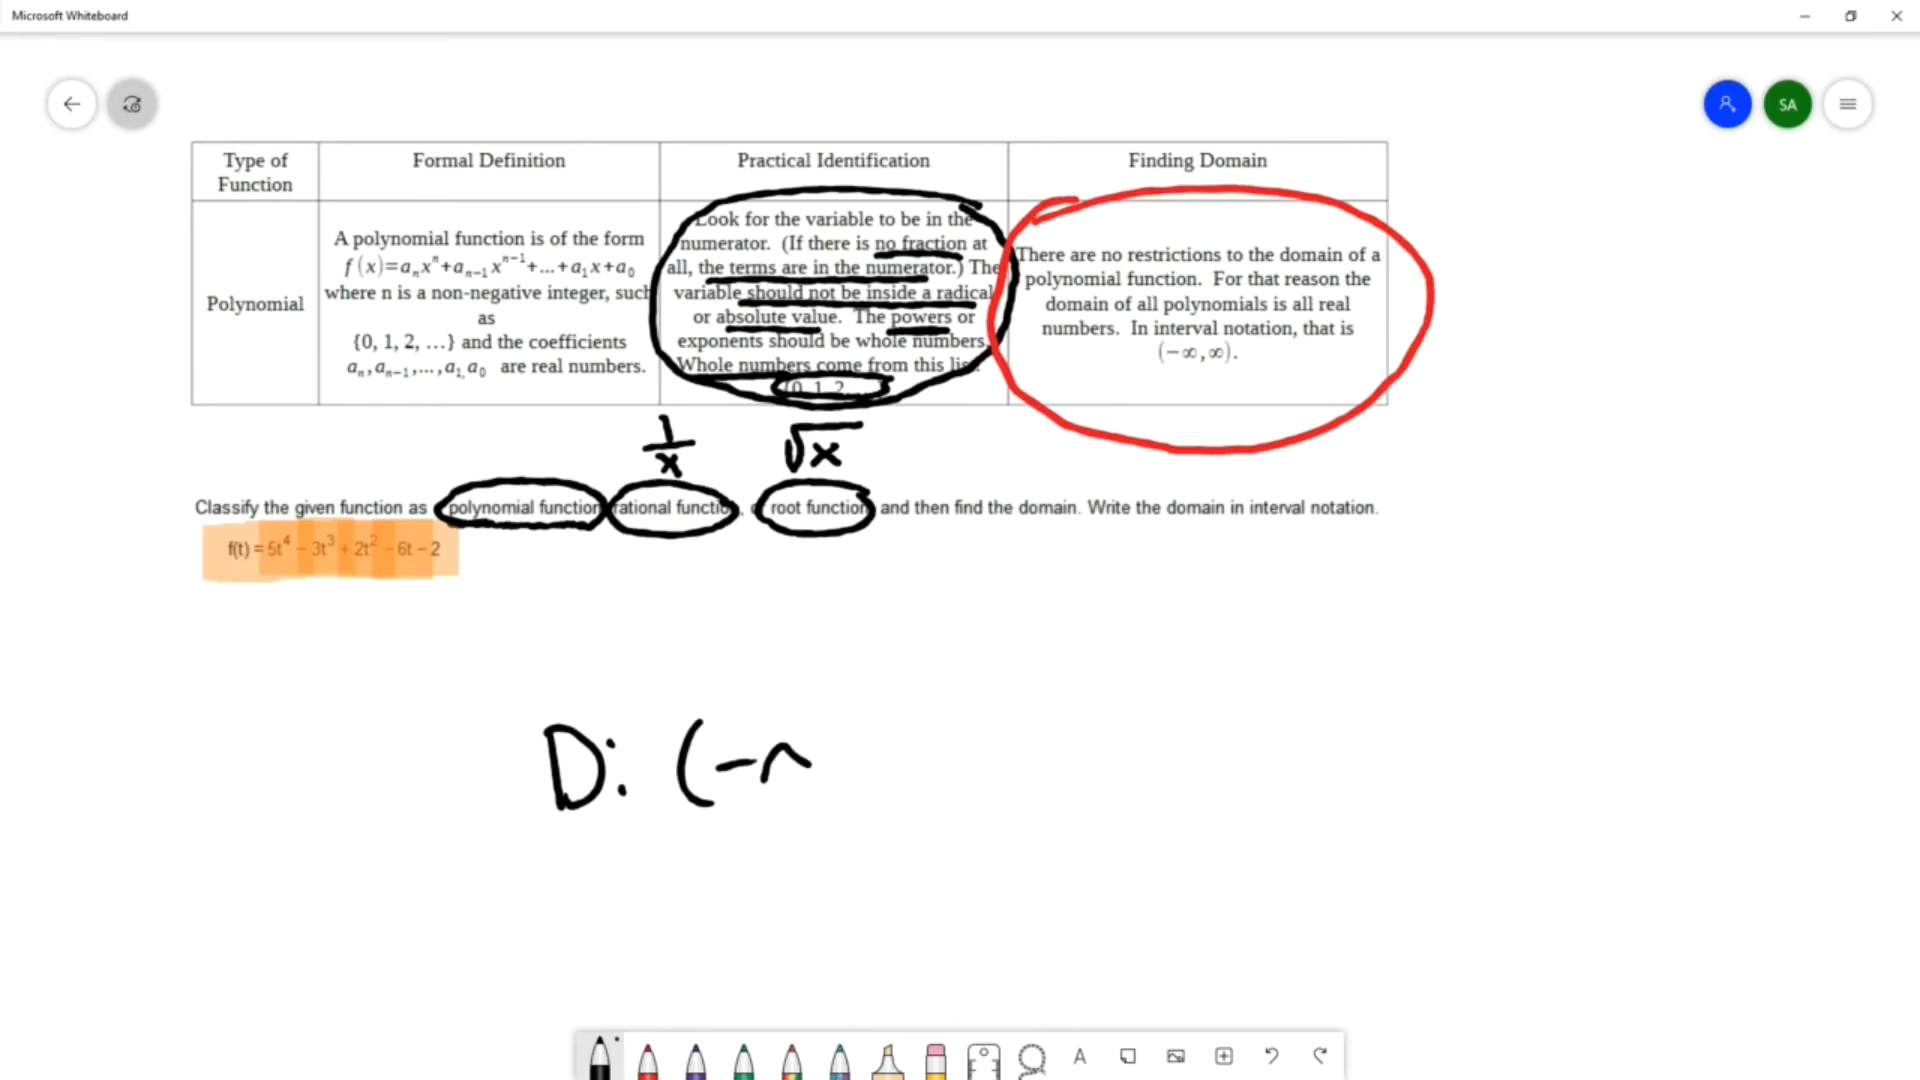 Microsoft Whiteboard
SA
Type of Function
Formal Definition
Practical Identification
Finding Domain
Polynomial
A polynomial function is of the form
f(x)=aₙxⁿ+aₙ₋₁xⁿ⁻¹+...+a₁x+a₀
where n is a non-negative integer, such
as
{0, 1, 2, ...} and the coefficients
aₙ,aₙ₋₁,...,a₁,a₀ are real numbers.
Look for the variable to be in the
numerator. (If there is no fraction at
all, the terms are in the numerator.) The
variable should not be inside a radical
or absolute value. The powers or
exponents should be whole numbers.
Whole numbers come from this list.
0, 1, 2
There are no restrictions to the domain of a
polynomial function. For that reason the
domain of all polynomials is all real
numbers. In interval notation, that is
(−∞,∞).
1/x
√x
Classify the given function as polynomial function rational function, root function and then find the domain. Write the domain in interval notation.
f(t) = 5t⁴ − 3t³ + 2t² − 6t − 2
D: (-
A